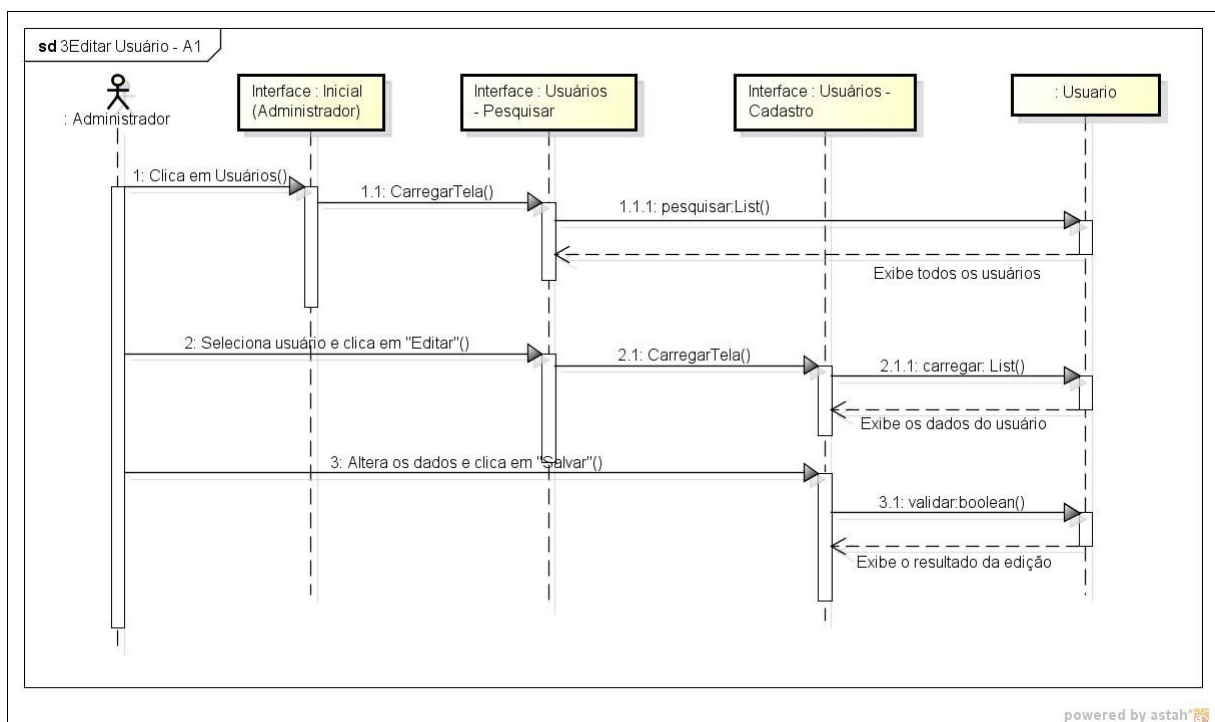 sd 3Editar Usuário - A1
: Administrador
Interface : Inicial
(Administrador)
Interface : Usuários
- Pesquisar
Interface : Usuários -
Cadastro
: Usuario
1: Clica em Usuários()
1.1: CarregarTela()
1.1.1: pesquisar:List()
Exibe todos os usuários
2: Seleciona usuário e clica em "Editar"()
2.1: CarregarTela()
2.1.1: carregar: List()
Exibe os dados do usuário
3: Altera os dados e clica em "Salvar"()
3.1: validar:boolean()
Exibe o resultado da edição
powered by astah*